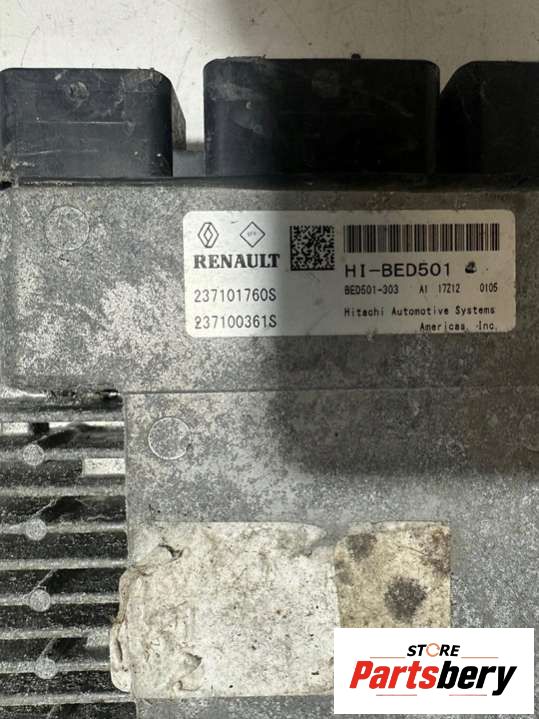 RENAULT
237101760S
237100361S
HI-BED501
BED501-303 A1 17Z12 0105
Hitachi Automotive Systems
Americas, Inc.
STORE
Partsbery